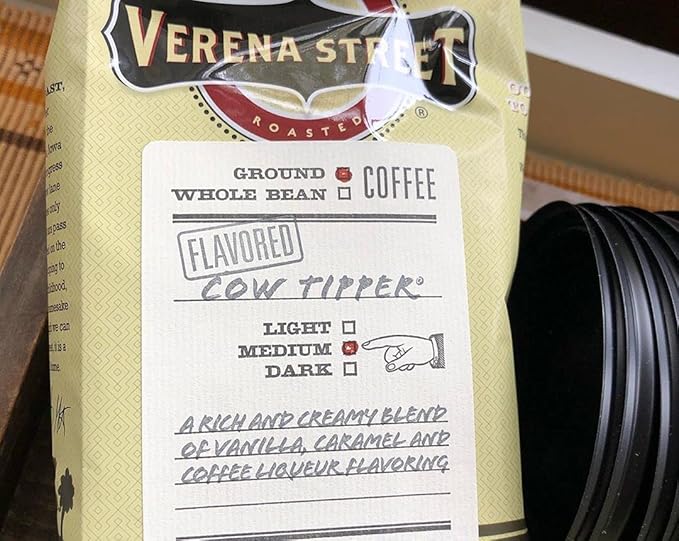 VERENA STREET
ROASTED
®
GROUND
WHOLE BEAN
COFFEE
FLAVORED
COW TIPPER®
LIGHT
MEDIUM
DARK
A RICH AND CREAMY BLEND
OF VANILLA, CARAMEL AND
COFFEE LIQUEUR FLAVORING